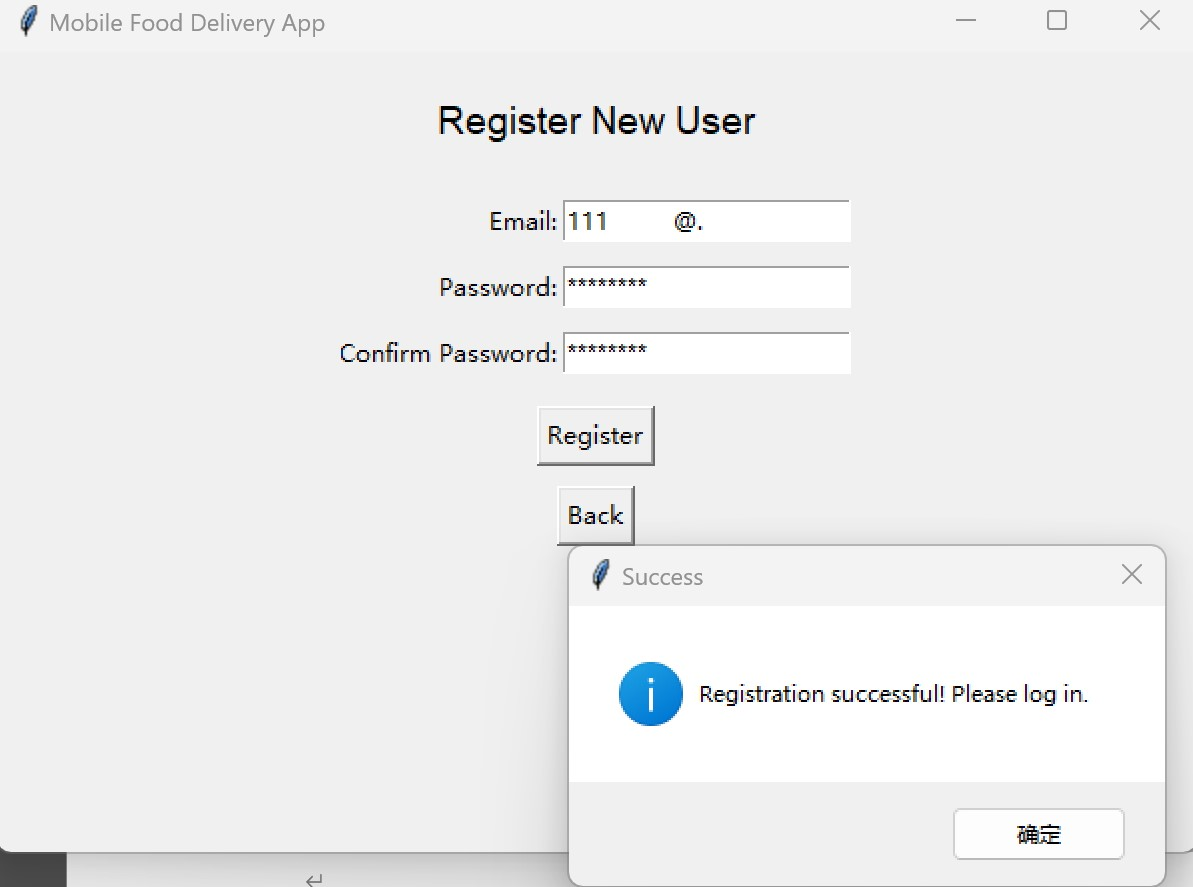 Mobile Food Delivery App
Register New User
Email: 111        @.
Password: ********
Confirm Password: ********
Register
Back
Success
Registration successful! Please log in.
确定